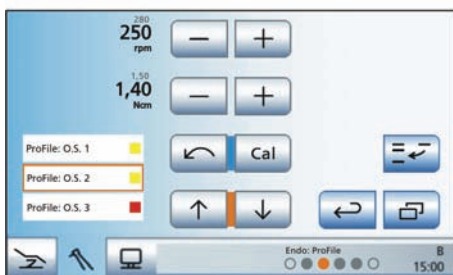 280
250
rpm
1,50
1,40
Ncm
ProFile: O.S. 1
Cal
ProFile: O.S. 2
ProFile: O.S. 3
Endo: ProFile
B
15:00